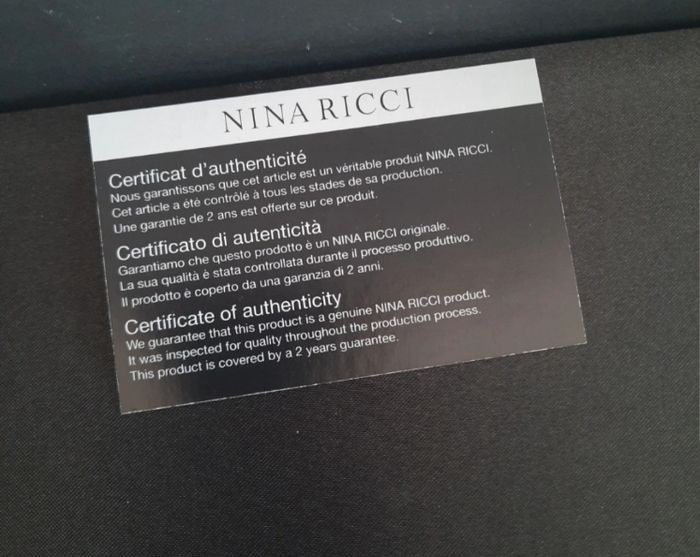 NINA RICCI
Certificat d'authenticité
Nous garantissons que cet article est un véritable produit NINA RICCI.
Cet article a été contrôlé à tous les stades de sa production.
Une garantie de 2 ans est offerte sur ce produit.
Certificato di autenticità
Garantiamo che questo prodotto è un NINA RICCI originale.
La sua qualità è stata controllata durante il processo produttivo.
Il prodotto è coperto da una garanzia di 2 anni.
Certificate of authenticity
We guarantee that this product is a genuine NINA RICCI product.
It was inspected for quality throughout the production process.
This product is covered by a 2 years guarantee.